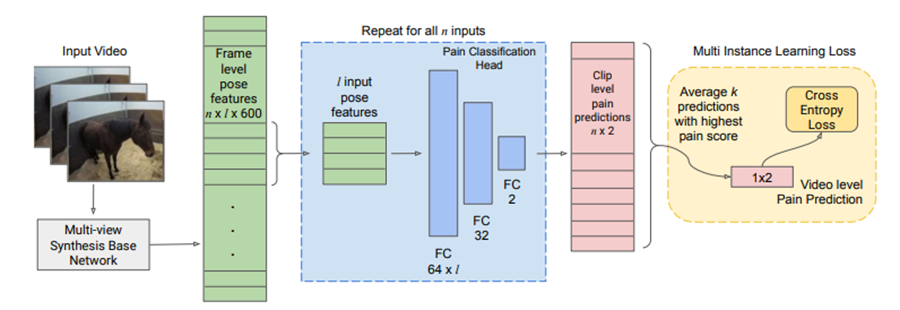 Input Video
Multi-view
Synthesis Base
Network
Frame
level
pose
features
n x l x 600
.
.
.
Repeat for all n inputs
l input
pose
features
Pain Classification
Head
FC
64 x l
FC
32
FC
2
Clip
level
pain
predictions
n x 2
Multi Instance Learning Loss
Average k
predictions
with highest
pain score
Cross
Entropy
Loss
1x2
Video level
Pain Prediction